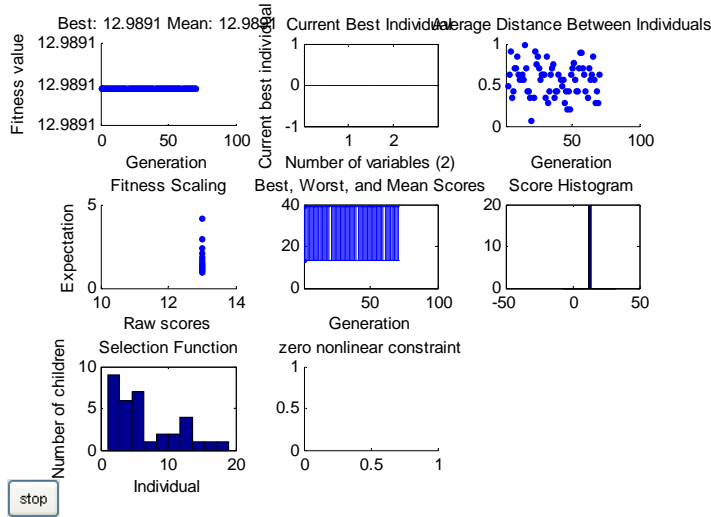 Best: 12.9891 Mean: 12.9891
Current Best Individual
Average Distance Between Individuals
Fitness value
12.9891
12.9891
12.9891
0
50
100
Generation
Current best individual
1
0
-1
1
2
Number of variables (2)
1
0.5
0
50
100
Generation
Fitness Scaling
Expectation
5
0
10
12
14
Raw scores
Best, Worst, and Mean Scores
40
20
0
50
100
Generation
Score Histogram
20
10
0
-50
0
50
Selection Function
Number of children
10
5
0
0
10
20
Individual
zero nonlinear constraint
1
0.5
0
0
0.5
1
stop